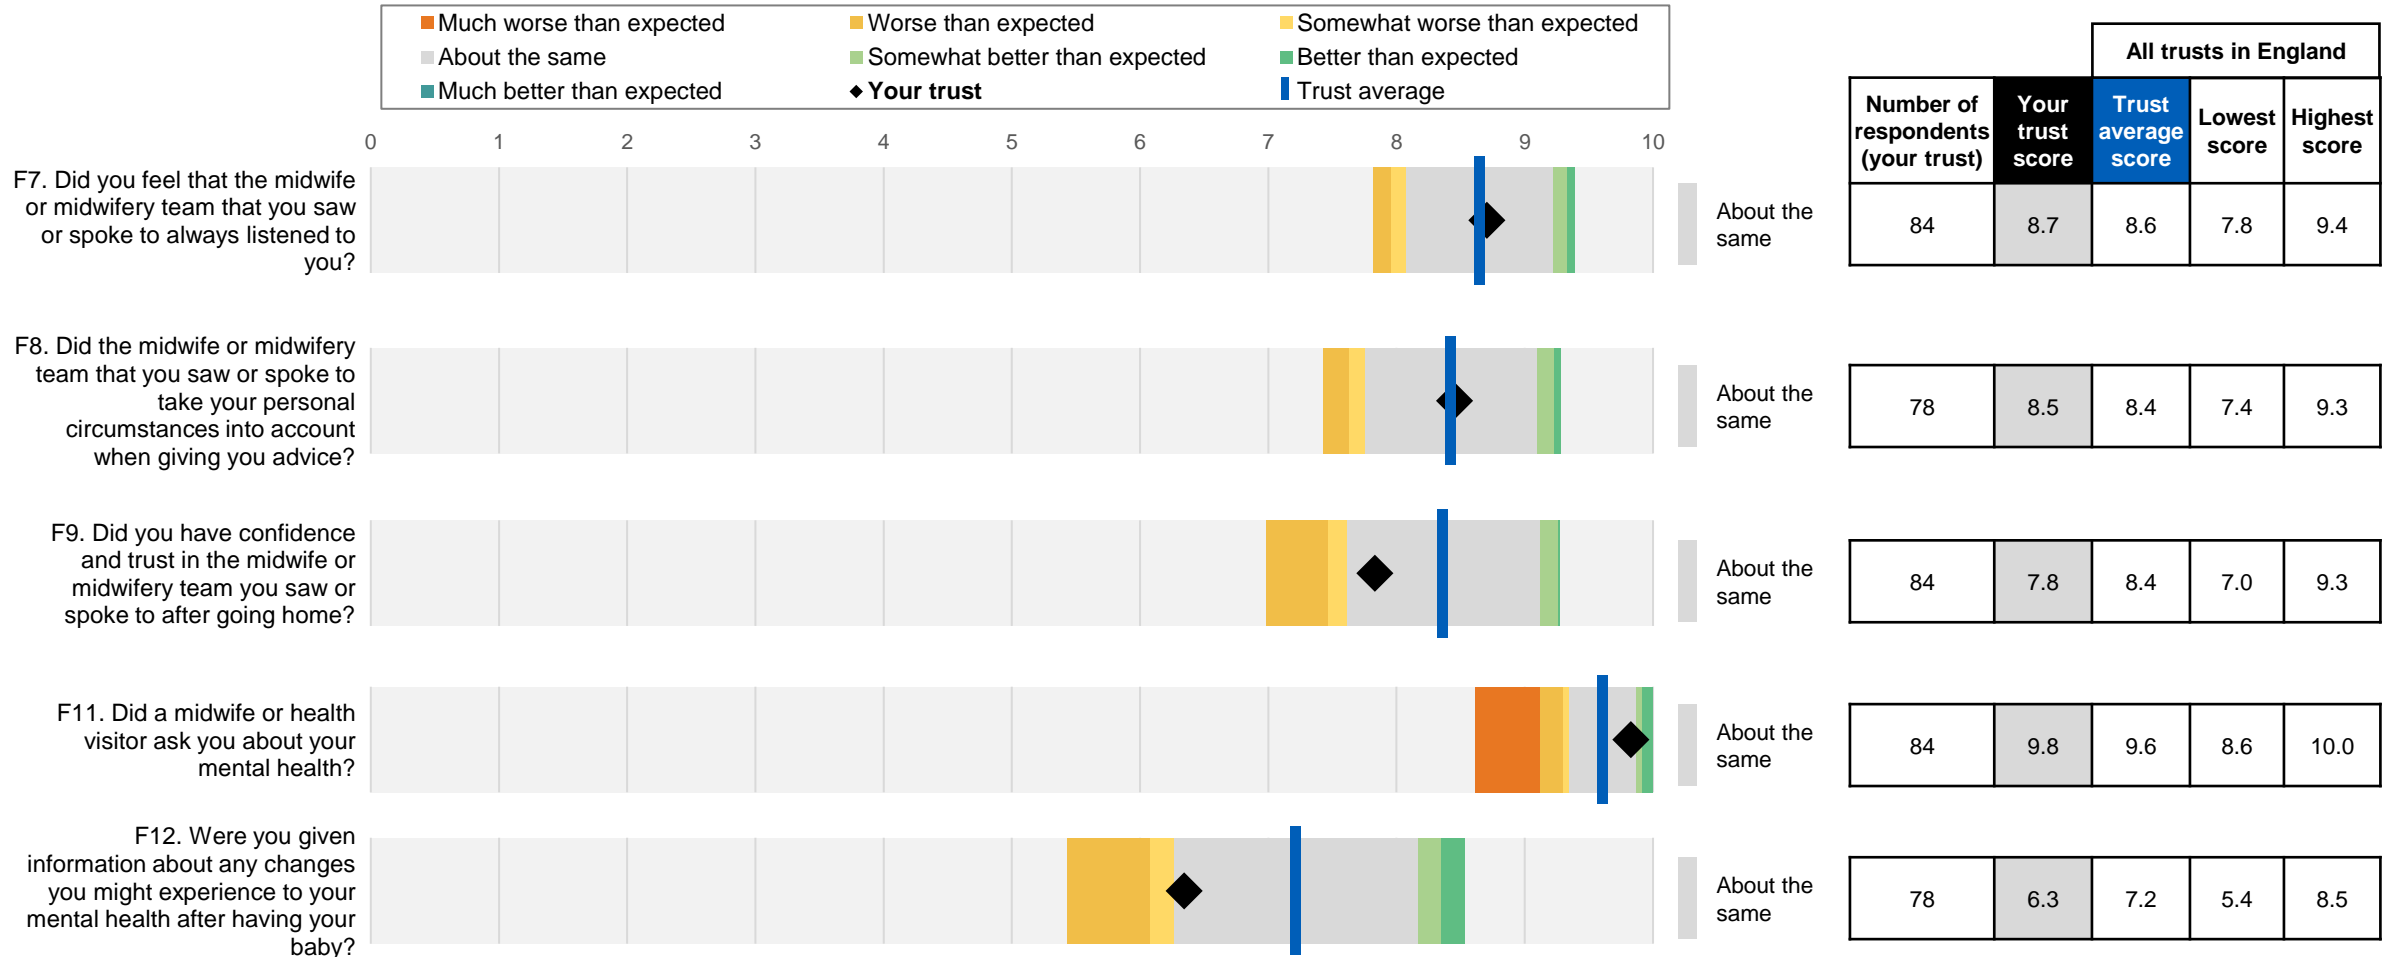 Much worse than expected
Worse than expected
Somewhat worse than expected
About the same
Somewhat better than expected
Better than expected
Much better than expected
Your trust
Trust average
All trusts in England
Number of
respondents
(your trust)
Your
trust
score
Trust
average
score
Lowest
score
Highest
score
0 1 2 3 4 5 6 7 8 9 10
F7. Did you feel that the midwife
or midwifery team that you saw
or spoke to always listened to
you?
About the
same
84 8.7 8.6 7.8 9.4
F8. Did the midwife or midwifery
team that you saw or spoke to
take your personal
circumstances into account
when giving you advice?
About the
same
78 8.5 8.4 7.4 9.3
F9. Did you have confidence
and trust in the midwife or
midwifery team you saw or
spoke to after going home?
About the
same
84 7.8 8.4 7.0 9.3
F11. Did a midwife or health
visitor ask you about your
mental health?
About the
same
84 9.8 9.6 8.6 10.0
F12. Were you given
information about any changes
you might experience to your
mental health after having your
baby?
About the
same
78 6.3 7.2 5.4 8.5